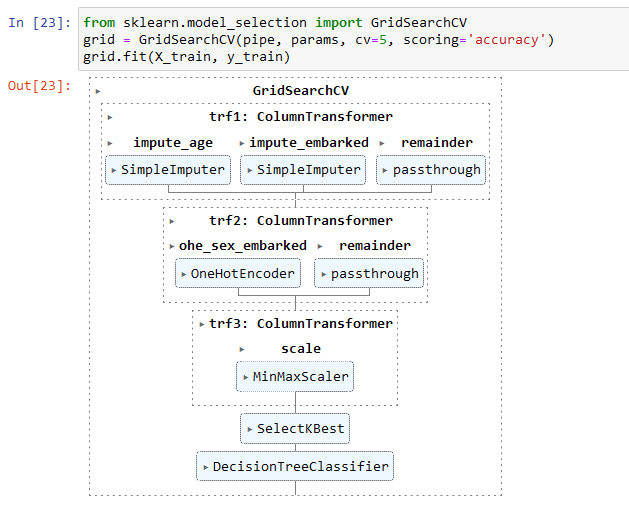 In [23]: from sklearn.model_selection import GridSearchCV
grid = GridSearchCV(pipe, params, cv=5, scoring='accuracy')
grid.fit(X_train, y_train)
Out[23]:
GridSearchCV
trf1: ColumnTransformer
impute_age impute_embarked remainder
SimpleImputer SimpleImputer passthrough
trf2: ColumnTransformer
ohe_sex_embarked remainder
OneHotEncoder passthrough
trf3: ColumnTransformer
scale
MinMaxScaler
SelectKBest
DecisionTreeClassifier